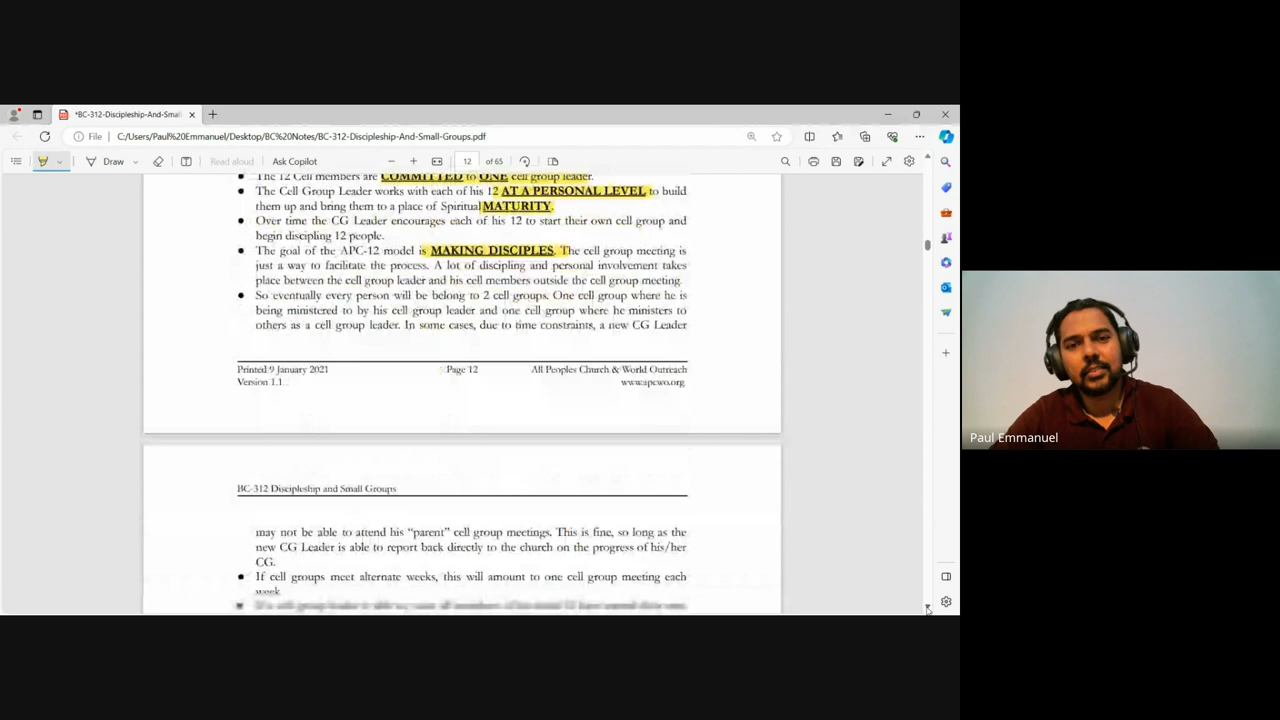 *BC-312-Discipleship-And-Smal
File
C:/Users/Paul%20Emmanuel/Desktop/BC%20Notes/BC-312-Discipleship-And-Small-Groups.pdf
Draw
Read aloud
Ask Copilot
12 of 65
The 12 Cell members are COMMITTED to ONE cell group leader.
The Cell Group Leader works with each of his 12 AT A PERSONAL LEVEL to build
them up and bring them to a place of Spiritual MATURITY.
Over time the CG Leader encourages each of his 12 to start their own cell group and
begin discipling 12 people.
The goal of the APC-12 model is MAKING DISCIPLES. The cell group meeting is
just a way to facilitate the process. A lot of discipling and personal involvement takes
place between the cell group leader and his cell members outside the cell group meeting.
So eventually every person will be belong to 2 cell groups. One cell group where he is
being ministered to by his cell group leader and one cell group where he ministers to
others as a cell group leader. In some cases, due to time constraints, a new CG Leader
Printed 9 January 2021 Page 12 All Peoples Church & World Outreach
Version 1.1 www.apcwo.org
BC-312 Discipleship and Small Groups
may not be able to attend his "parent" cell group meetings. This is fine, so long as the
new CG Leader is able to report back directly to the church on the progress of his/her
CG.
If cell groups meet alternate weeks, this will amount to one cell group meeting each
week
Paul Emmanuel